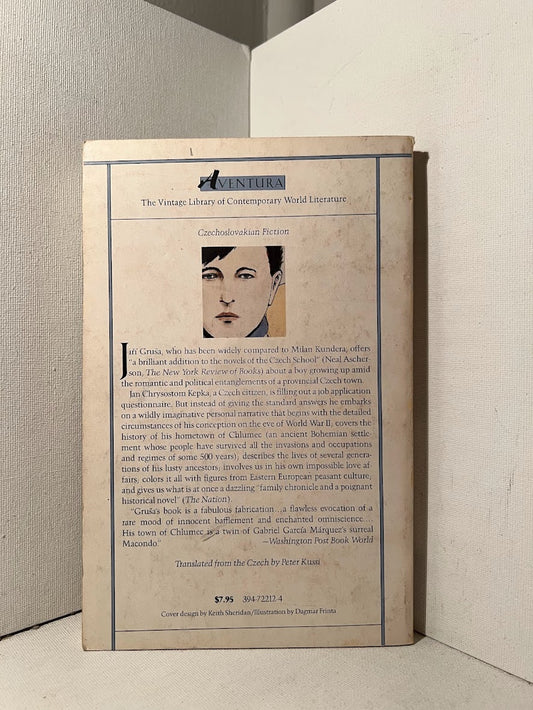 AVENTURA
The Vintage Library of Contemporary World Literature
Czechoslovakian Fiction
Jiří Gruša, who has been widely compared to Milan Kundera, offers
"a brilliant addition to the novels of the Czech School" (Neal Ascher-
son, The New York Review of Books) about a boy growing up amid
the romantic and political entanglements of a provincial Czech town.
Jan Chrysostom Kepka, a Czech citizen, is filling out a job application
questionnaire. But instead of giving the standard answers he embarks
on a wildly imaginative personal narrative that begins with the detailed
circumstances of his conception on the eve of World War II, covers the
history of his hometown of Chlumec (an ancient Bohemian settle-
ment whose people have survived all the invasions and occupations
and regimes of some 500 years), describes the lives of several genera-
tions of his lusty ancestors, involves us in his own impossible love af-
fairs, colors it all with figures from Eastern European peasant culture,
and gives us what is at once a dazzling "family chronicle and a poignant
historical novel" (The Nation).
"Gruša's book is a fabulous fabrication...a flawless evocation of a
rare mood of innocent bafflement and enchanted omniscience....
His town of Chlumec is a twin of Gabriel García Márquez's surreal
Macondo."
—Washington Post Book World
Translated from the Czech by Peter Kussi
$7.95 394-72212-4
Cover design by Keith Sheridan/Illustration by Dagmar Frinta